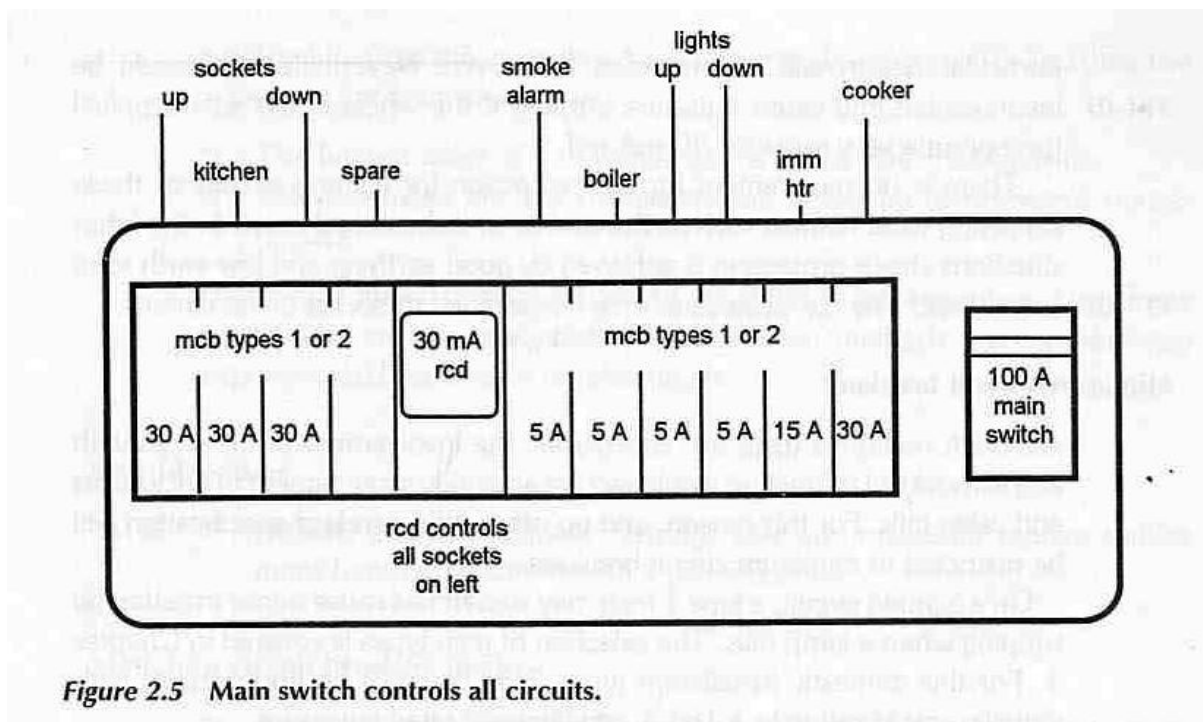 lights
sockets
smoke
up down
up
down
alarm
cooker
kitchen
spare
boiler
imm
htr
mcb types 1 or 2
30 mA
rcd
mcb types 1 or 2
100 A
main
switch
30 A 30 A 30 A
5 A 5 A 5 A 5 A 15 A 30 A
rcd controls
all sockets
on left
Figure 2.5 Main switch controls all circuits.